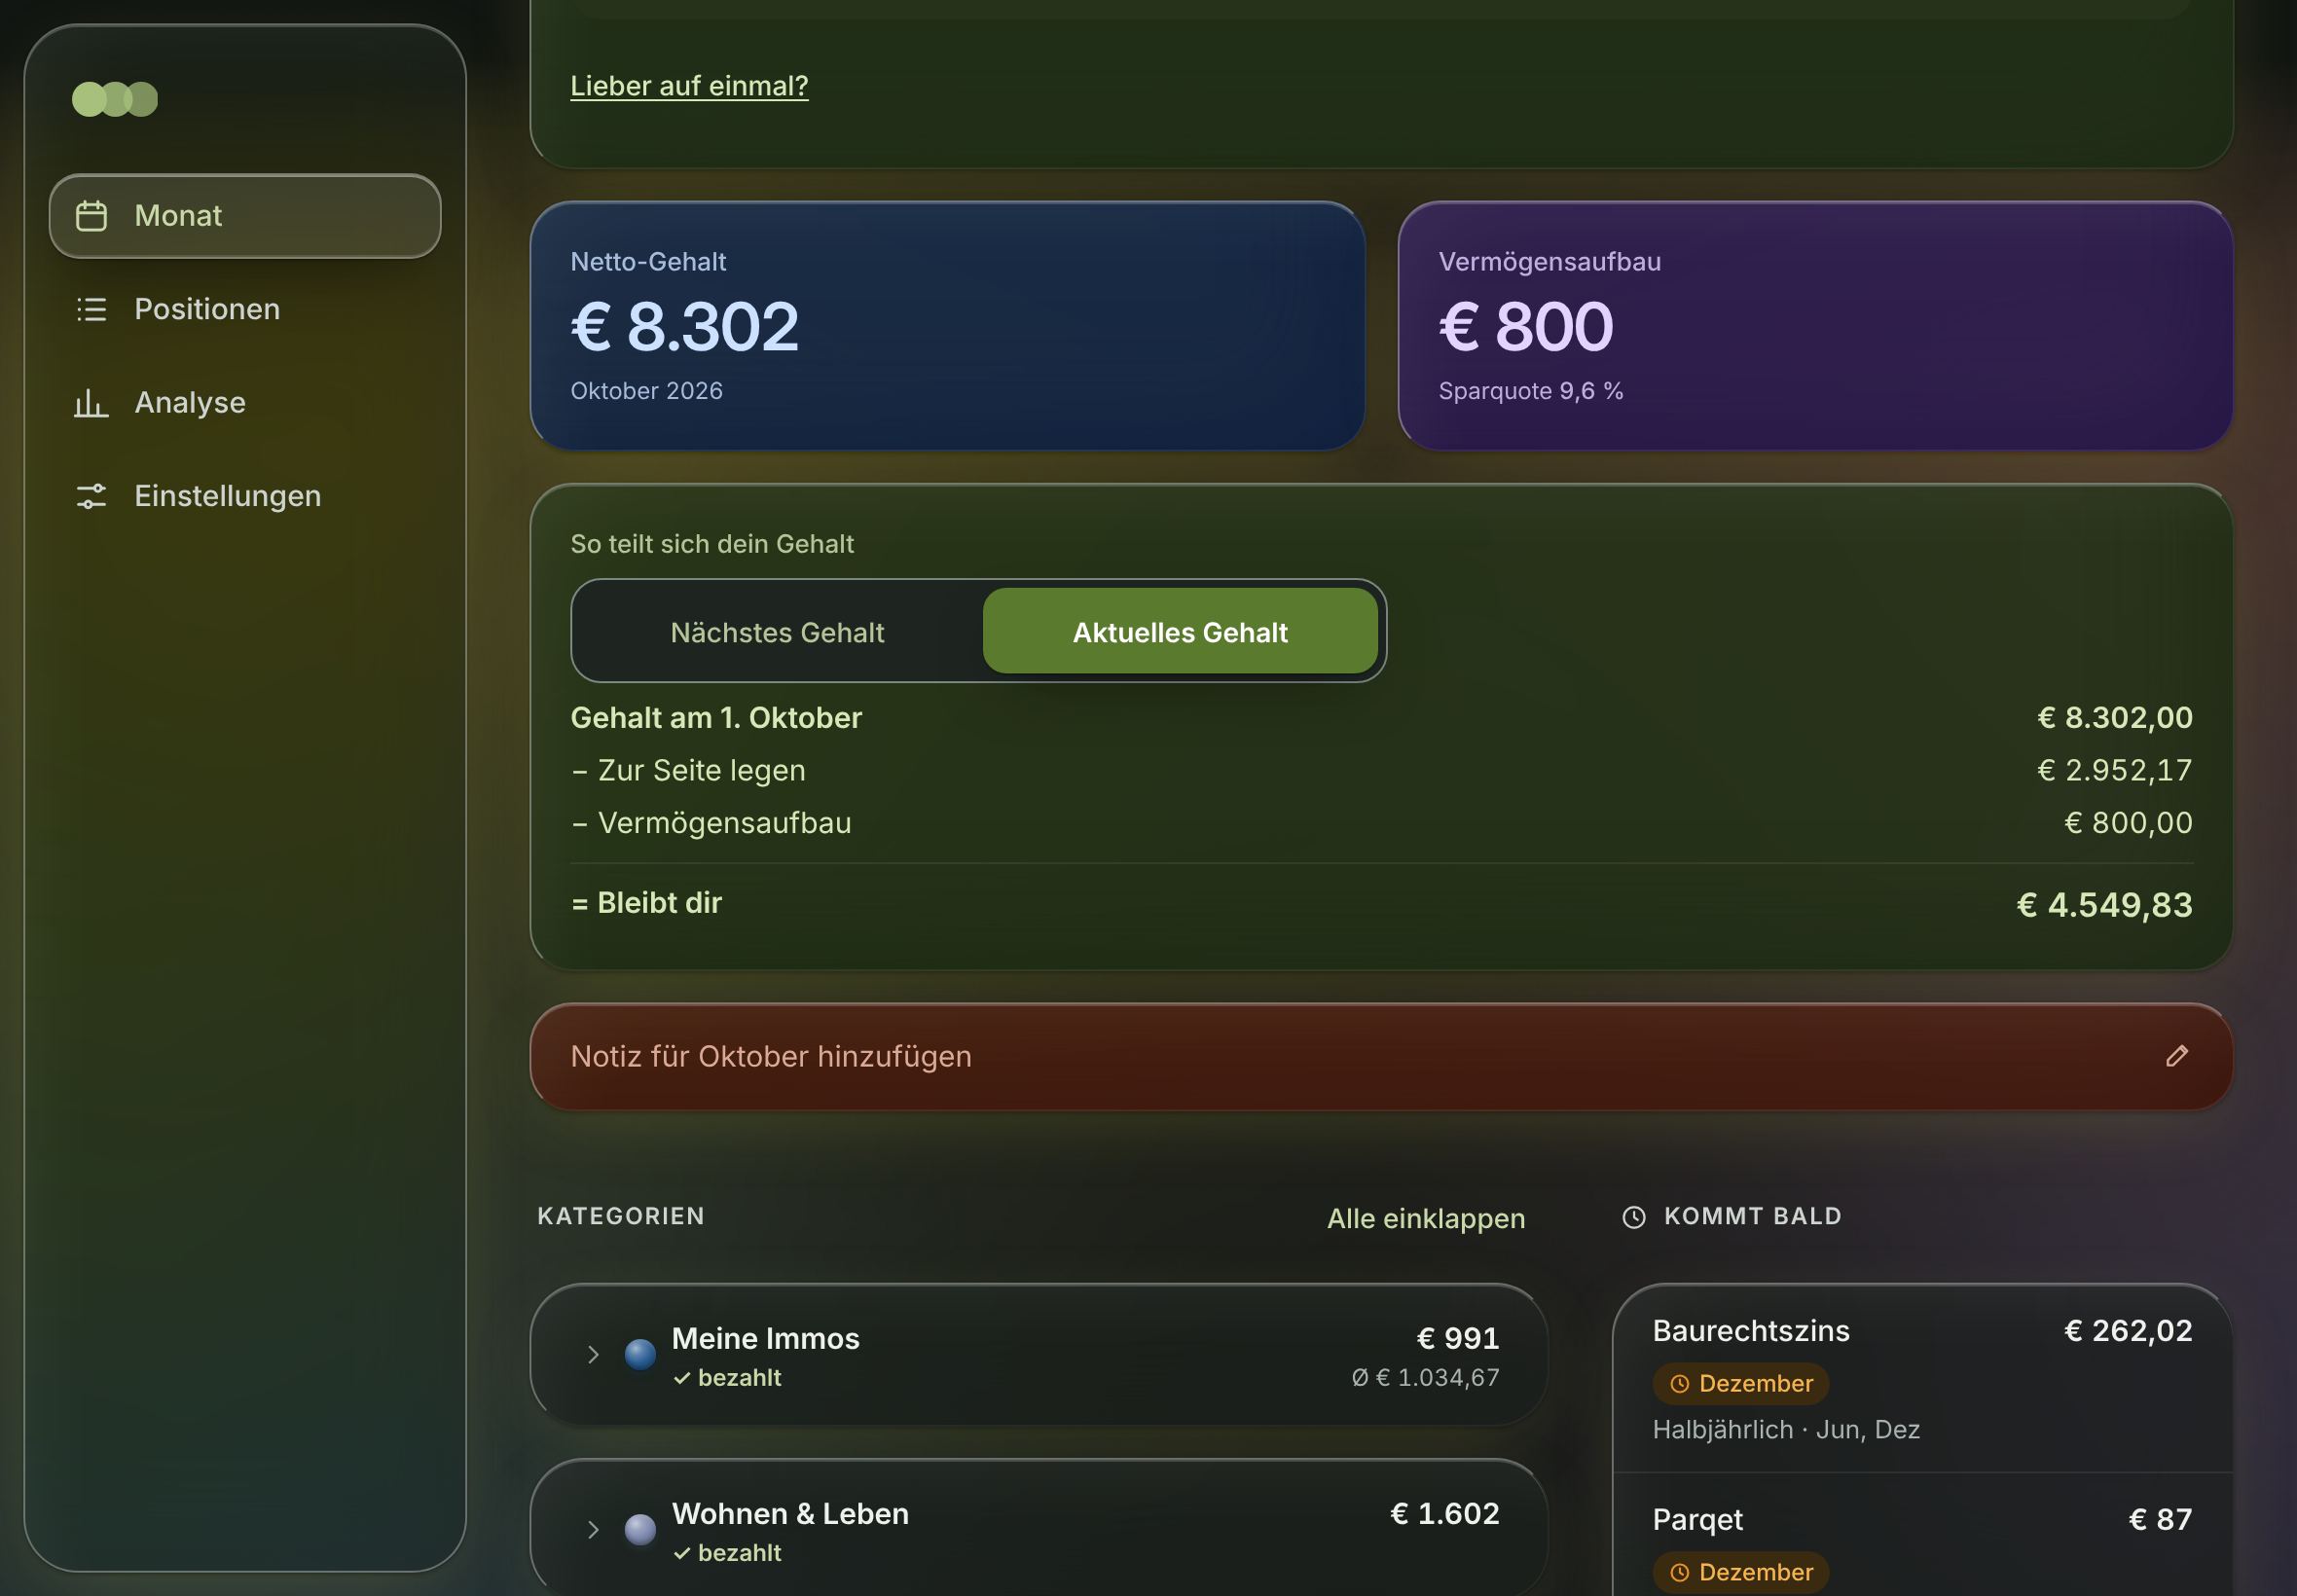 Lieber auf einmal?
Monat
Positionen
Analyse
Einstellungen
Netto-Gehalt
€ 8.302
Oktober 2026
Vermögensaufbau
€ 800
Sparquote 9,6 %
So teilt sich dein Gehalt
Nächstes Gehalt
Aktuelles Gehalt
Gehalt am 1. Oktober € 8.302,00
− Zur Seite legen € 2.952,17
− Vermögensaufbau € 800,00
= Bleibt dir € 4.549,83
Notiz für Oktober hinzufügen
KATEGORIEN
Alle einklappen
Meine Immos € 991
✓ bezahlt Ø € 1.034,67
Wohnen & Leben € 1.602
✓ bezahlt
KOMMT BALD
Baurechtszins € 262,02
Dezember
Halbjährlich · Jun, Dez
Parqet € 87
Dezember